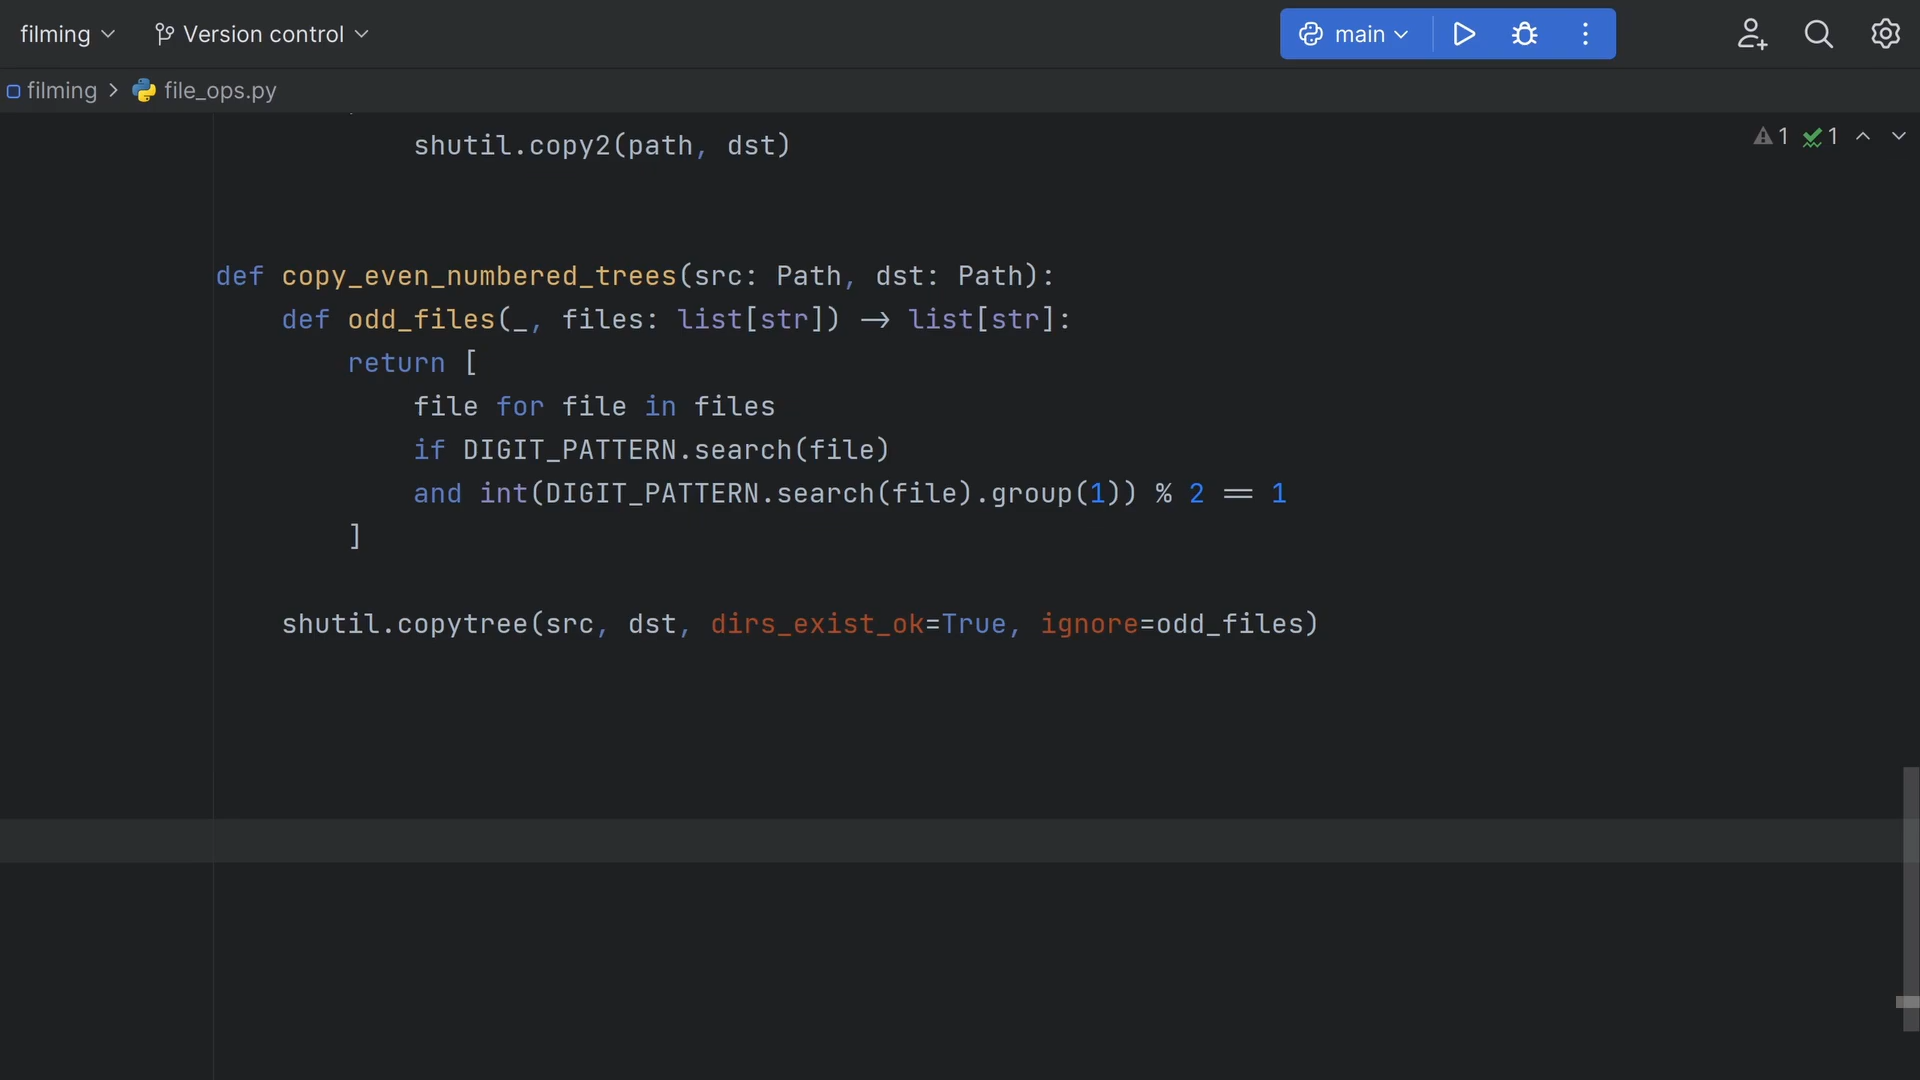 filming Version control main
filming > file_ops.py
shutil.copy2(path, dst)
1 1
def copy_even_numbered_trees(src: Path, dst: Path):
def odd_files(_, files: list[str]) -> list[str]:
return [
file for file in files
if DIGIT_PATTERN.search(file)
and int(DIGIT_PATTERN.search(file).group(1)) % 2 == 1
]
shutil.copytree(src, dst, dirs_exist_ok=True, ignore=odd_files)